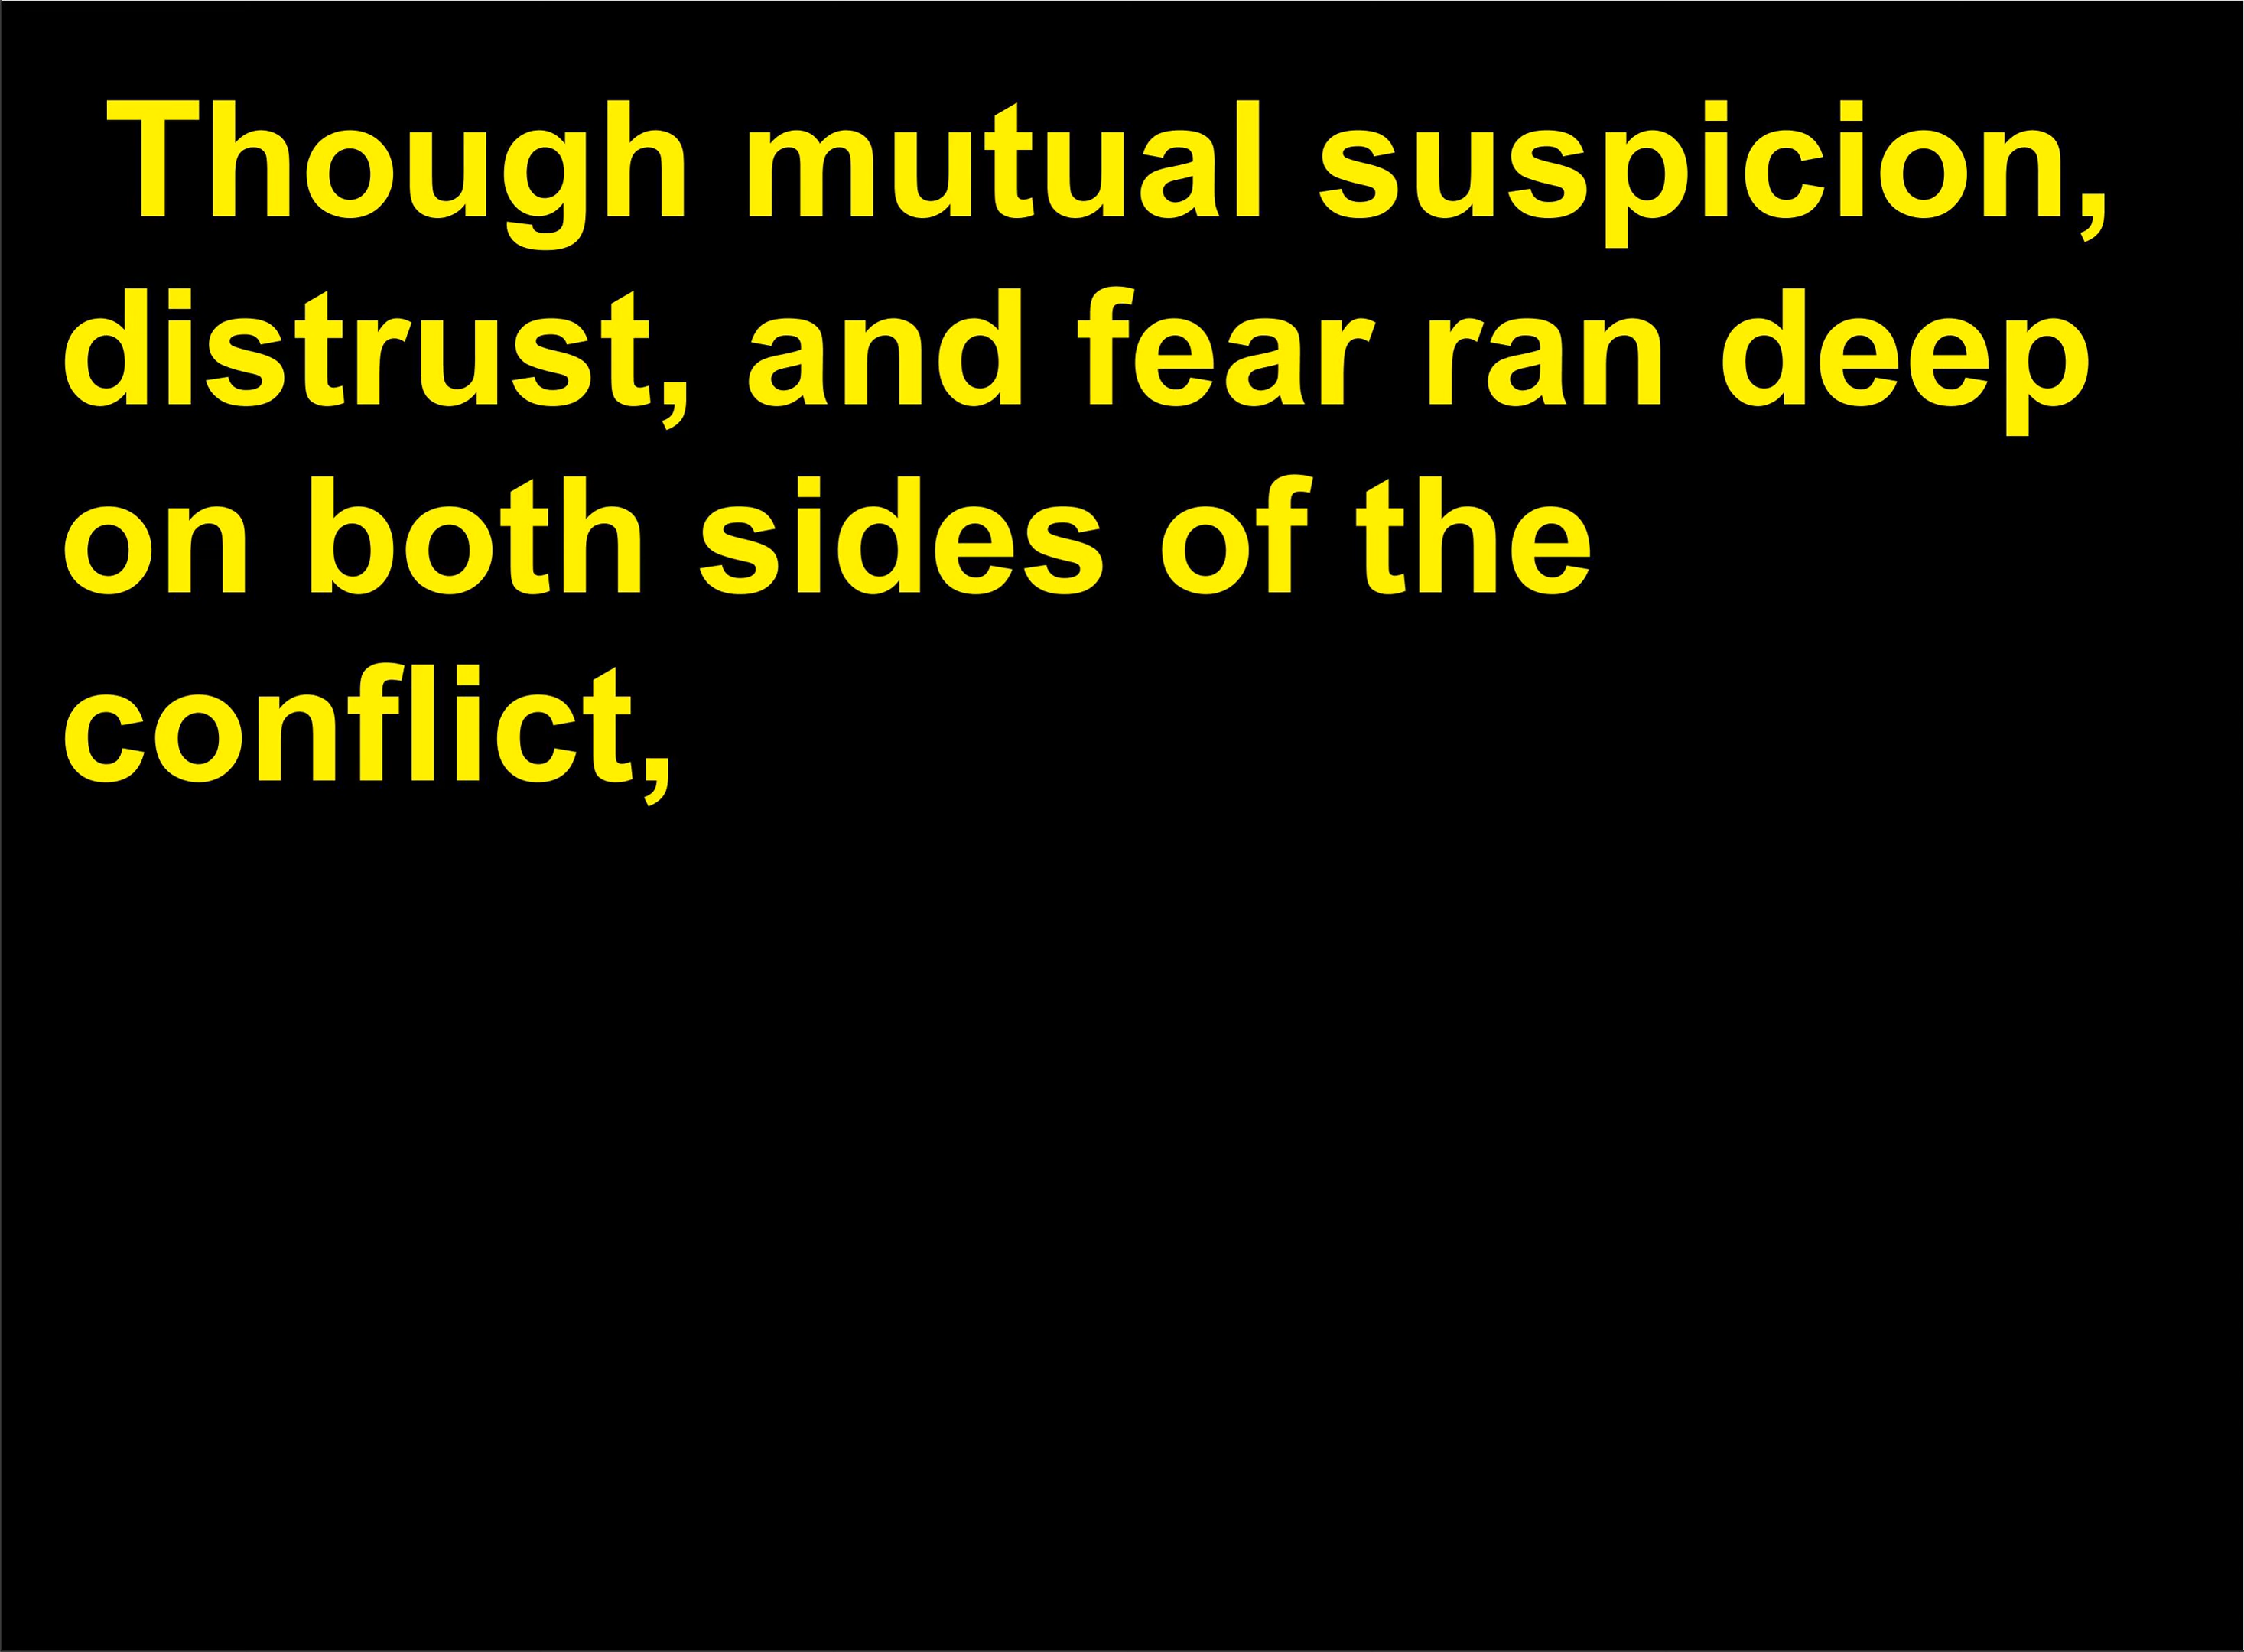 Though mutual suspicion,
distrust, and fear ran deep
on both sides of the
conflict,